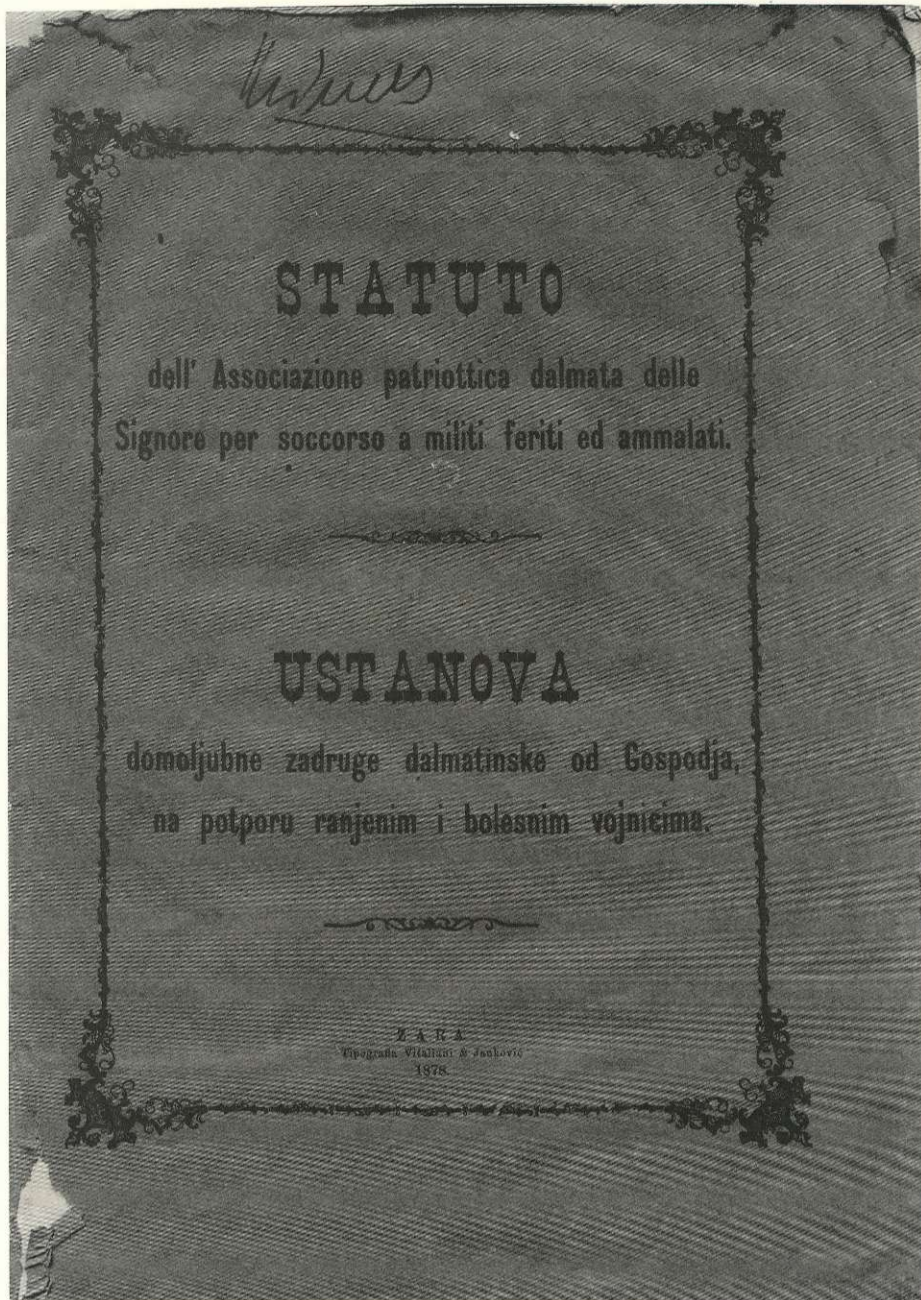 STATUTO
dell' Associazione patriottica dalmata delle
Signore per soccorso a militi feriti ed ammalati.
USTANOVA
domoljubne zadruge dalmatinske od Gospodja,
na potporu ranjenim i bolesnim vojnicima.
ZARA
Tipografia Vitaliani & Janković
1878.